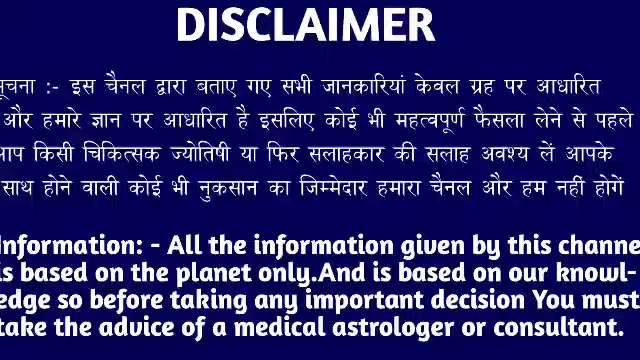 DISCLAIMER
सूचना :- इस चैनल द्वारा बताए गए सभी जानकारियां केवल ग्रह पर आधारित
और हमारे ज्ञान पर आधारित है इसलिए कोई भी महत्वपूर्ण फैसला लेने से पहले
आप किसी चिकित्सक ज्योतिषी या फिर सलाहकार की सलाह अवश्य लें आपके
साथ होने वाली कोई भी नुकसान का जिम्मेदार हमारा चैनल और हम नहीं होगें
Information: - All the information given by this channe
is based on the planet only.And is based on our knowl-
edge so before taking any important decision You must
take the advice of a medical astrologer or consultant.